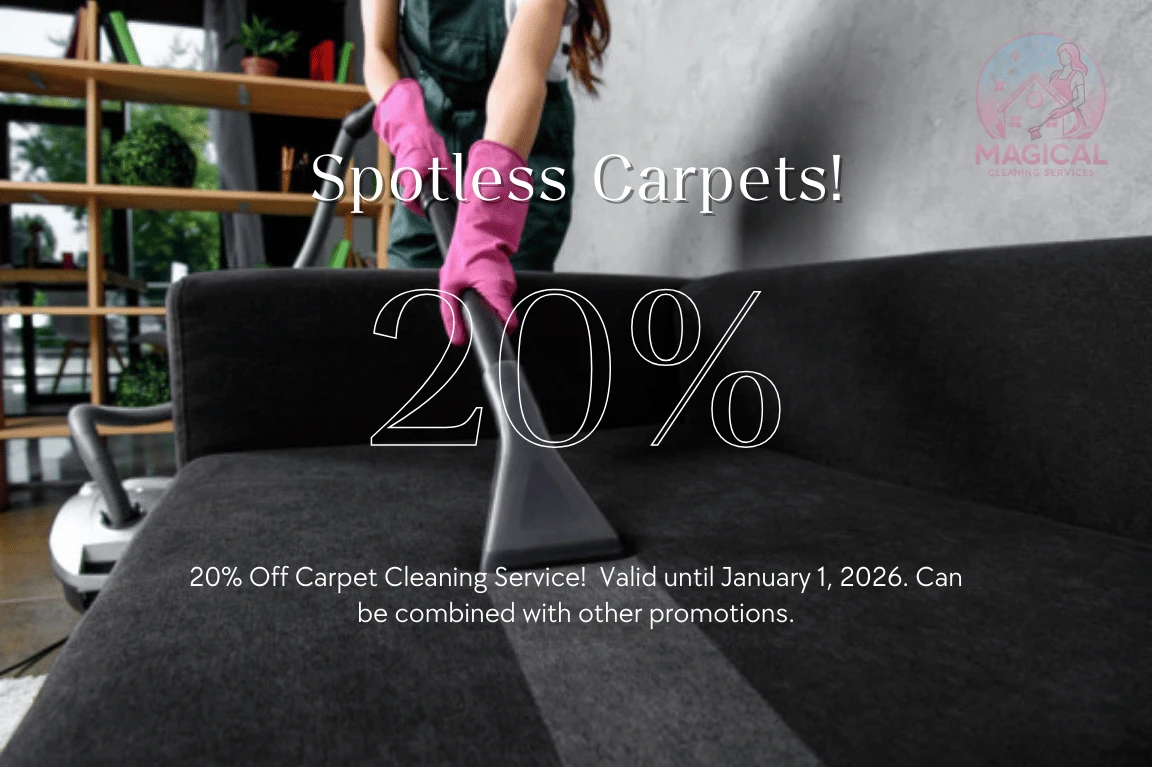 MAGICAL
CLEANING SERVICES
Spotless Carpets!
20%
20% Off Carpet Cleaning Service!  Valid until January 1, 2026. Can
be combined with other promotions.